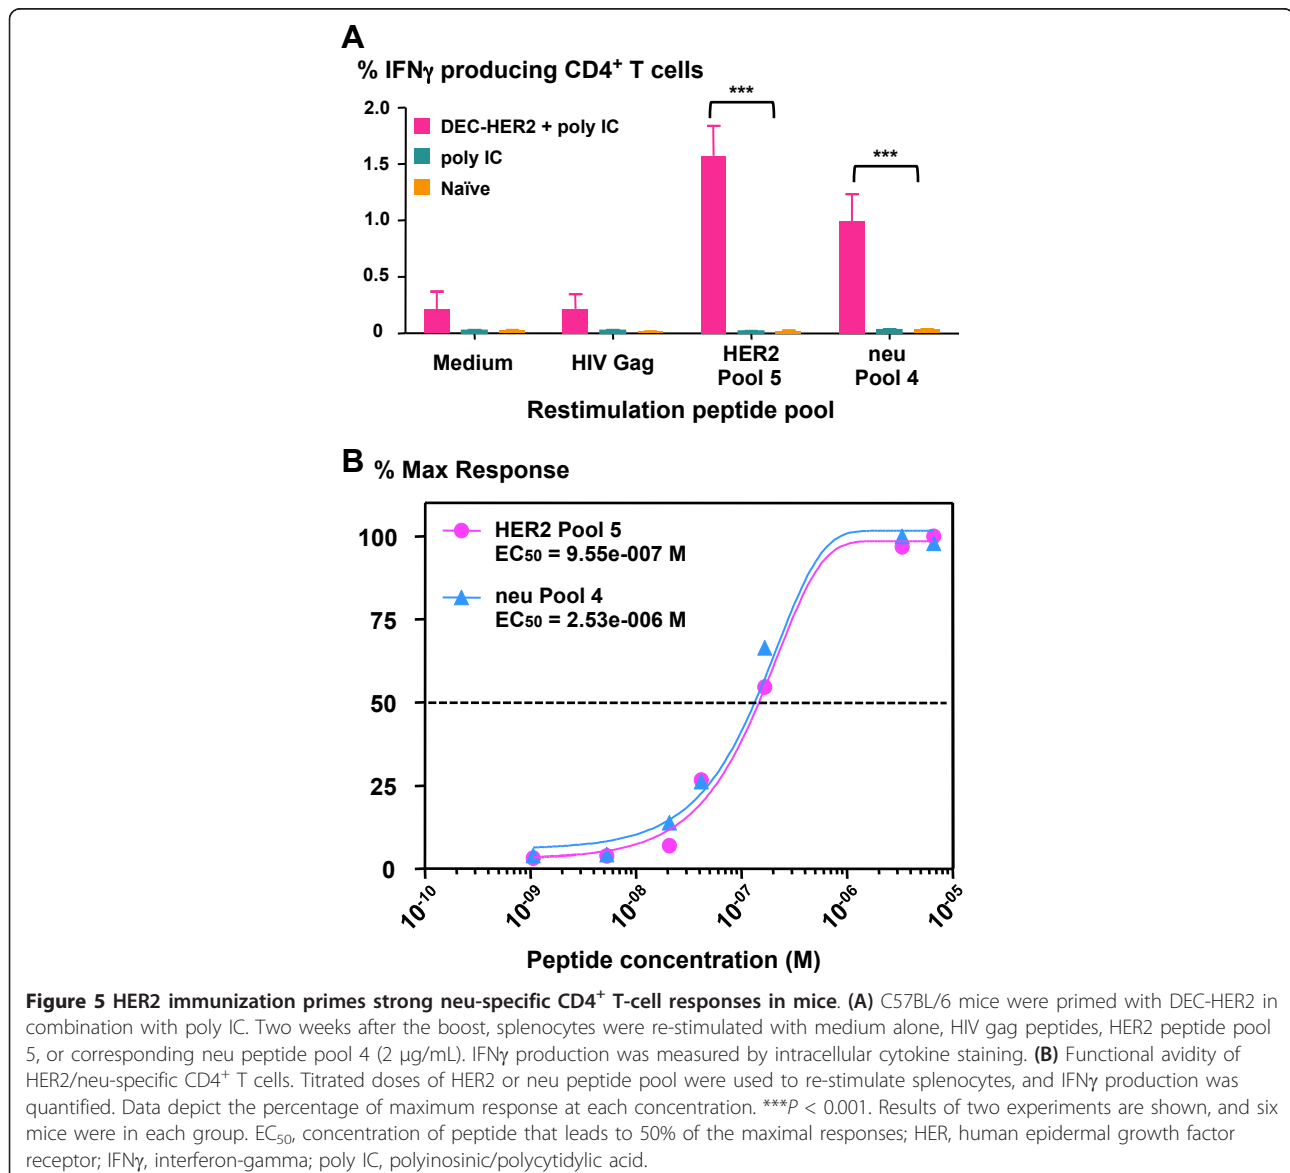 A
% IFNγ producing CD4+ T cells
***
2.0
DEC-HER2 + poly IC
***
1.5
poly IC
Naïve
1.0
0.5
0
Medium
HIV Gag
HER2
Pool 5
neu
Pool 4
Restimulation peptide pool
B
% Max Response
HER2 Pool 5
EC50 = 9.55e-007 M
neu Pool 4
EC50 = 2.53e-006 M
100
75
50
25
0
10-10
10-09
10-08
10-07
10-06
10-05
Peptide concentration (M)
Figure 5 HER2 immunization primes strong neu-specific CD4+ T-cell responses in mice. (A) C57BL/6 mice were primed with DEC-HER2 in
combination with poly IC. Two weeks after the boost, splenocytes were re-stimulated with medium alone, HIV gag peptides, HER2 peptide pool
5, or corresponding neu peptide pool 4 (2 μg/mL). IFNγ production was measured by intracellular cytokine staining. (B) Functional avidity of
HER2/neu-specific CD4+ T cells. Titrated doses of HER2 or neu peptide pool were used to re-stimulate splenocytes, and IFNγ production was
quantified. Data depict the percentage of maximum response at each concentration. ***P < 0.001. Results of two experiments are shown, and six
mice were in each group. EC50, concentration of peptide that leads to 50% of the maximal responses; HER, human epidermal growth factor
receptor; IFNγ, interferon-gamma; poly IC, polyinosinic/polycytidylic acid.